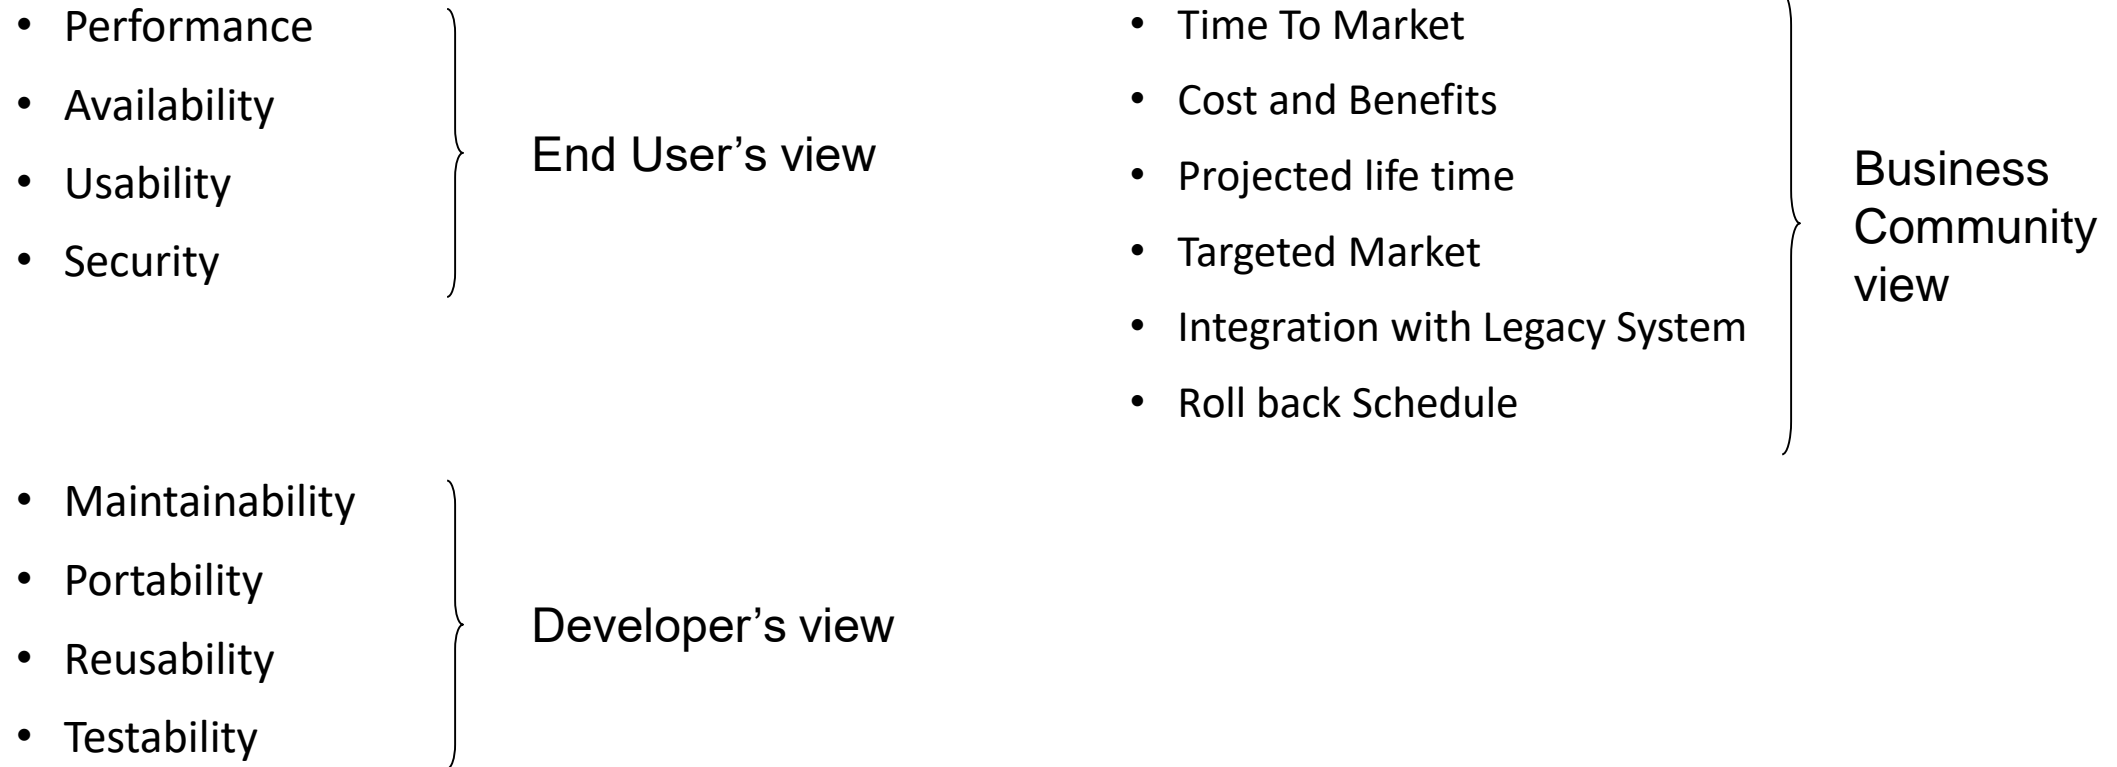 • Performance
• Availability
• Usability
• Security
End User’s view
• Maintainability
• Portability
• Reusability
• Testability
Developer’s view
• Time To Market
• Cost and Benefits
• Projected life time
• Targeted Market
• Integration with Legacy System
• Roll back Schedule
Business
Community
view